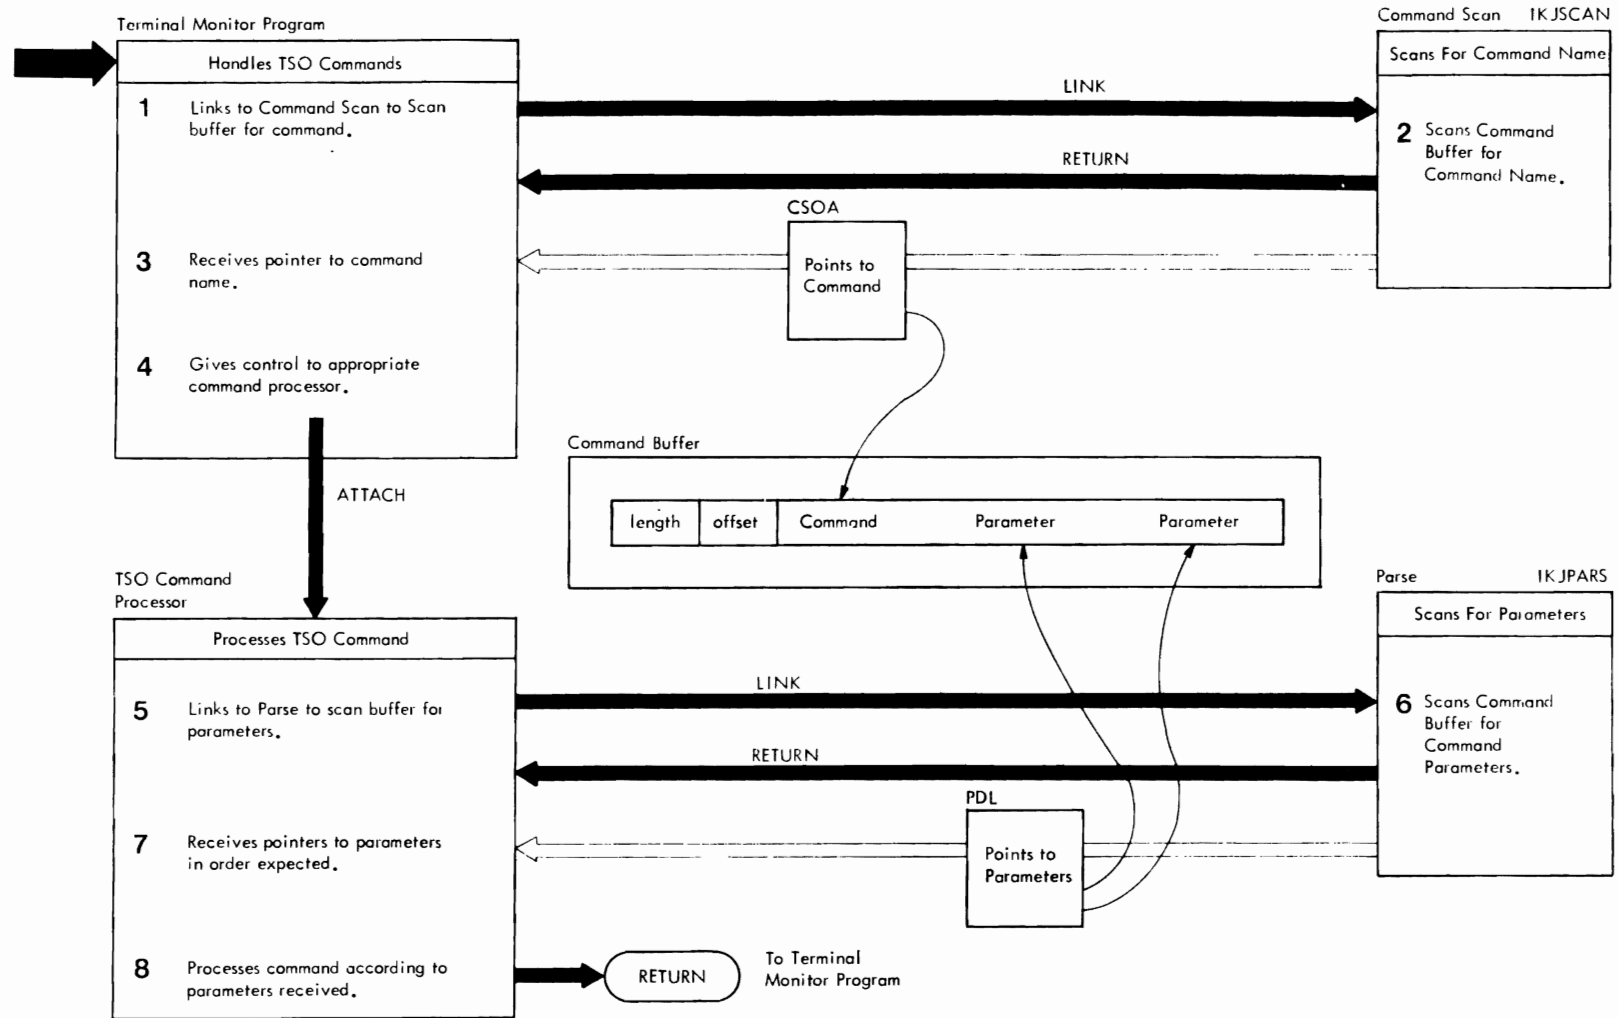 Terminal Monitor Program
Handles TSO Commands
1 Links to Command Scan to Scan
buffer for command.
3 Receives pointer to command
name.
4 Gives control to appropriate
command processor.
LINK
RETURN
Command Scan IKJSCAN
Scans For Command Name
2 Scans Command
Buffer for
Command Name.
CSOA
Points to
Command
ATTACH
Command Buffer
length offset Command Parameter Parameter
TSO Command
Processor
Processes TSO Command
5 Links to Parse to scan buffer for
parameters.
7 Receives pointers to parameters
in order expected.
8 Processes command according to
parameters received.
LINK
RETURN
Parse IKJPARS
Scans For Parameters
6 Scans Command
Buffer for
Command
Parameters.
PDL
Points to
Parameters
RETURN
To Terminal
Monitor Program